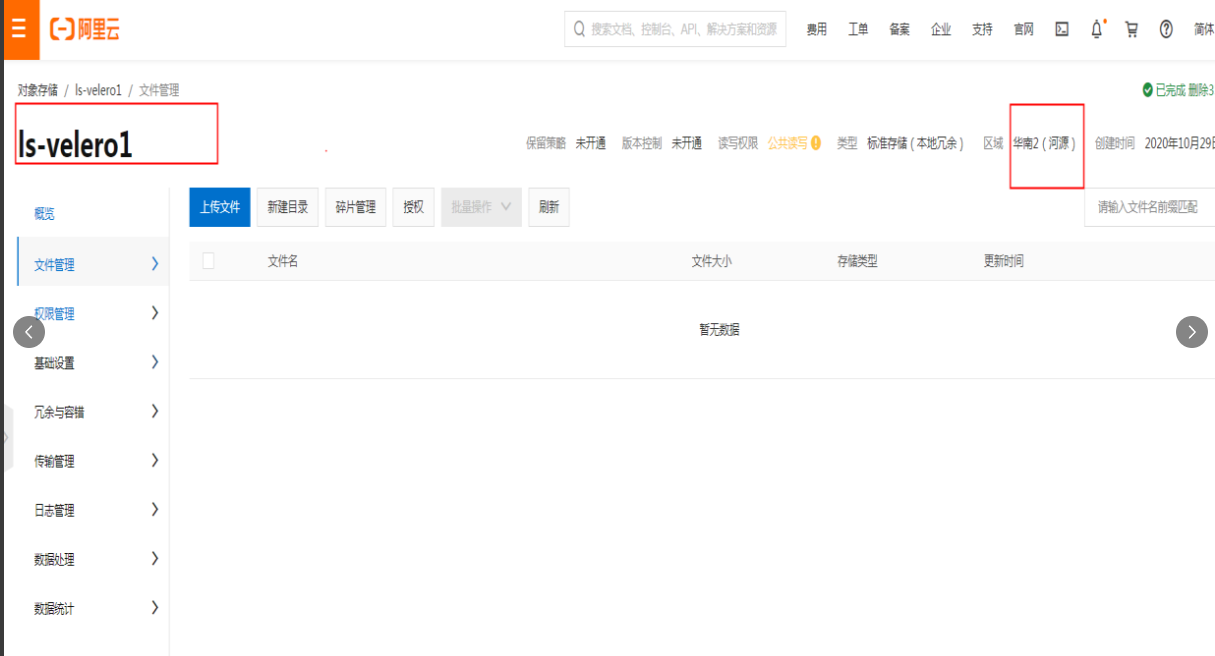 阿里云
搜索文档、控制台、API、解决方案和资源 费用 工单 备案 企业 支持 官网 简体
对象存储 / ls-velero1 / 文件管理
已完成 删除3
ls-velero1
保留策略 未开通 版本控制 未开通 读写权限 公共读写 类型 标准存储 ( 本地冗余 ) 区域 华南2 ( 河源 ) 创建时间 2020年10月29日
概览
文件管理
权限管理
基础设置
冗余与容错
传输管理
日志管理
数据处理
数据统计
上传文件 新建目录 碎片管理 授权 批量操作 刷新
请输入文件名前缀匹配
文件名 文件大小 存储类型 更新时间
暂无数据